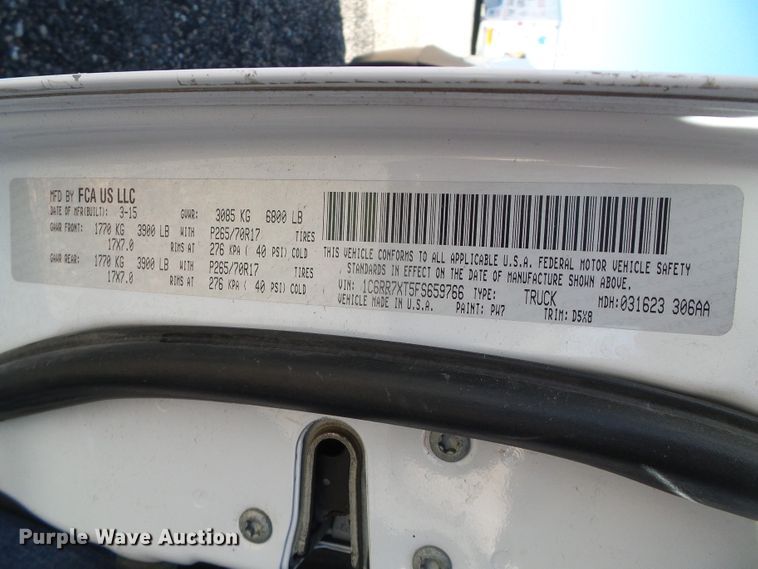 MFD BY FCA US LLC
DATE OF MFR(BUILT): 3-15 GVWR: 3085 KG 6800 LB
GAWR FRONT: 1770 KG 3900 LB WITH P265/70R17 TIRES
17X7.0 RIMS AT 276 KPA ( 40 PSI) COLD
GAWR REAR: 1770 KG 3900 LB WITH P265/70R17 TIRES
17X7.0 RIMS AT 276 KPA ( 40 PSI) COLD
THIS VEHICLE CONFORMS TO ALL APPLICABLE U.S.A. FEDERAL MOTOR VEHICLE SAFETY
STANDARDS IN EFFECT ON THE DATE OF MANUFACTURE SHOWN ABOVE.
VIN: 1C6RR7XT5FS659766 TYPE: TRUCK MDH: 031623 306AA
VEHICLE MADE IN U.S.A. PAINT: PW7 TRIM: D5X8
Purple Wave Auction